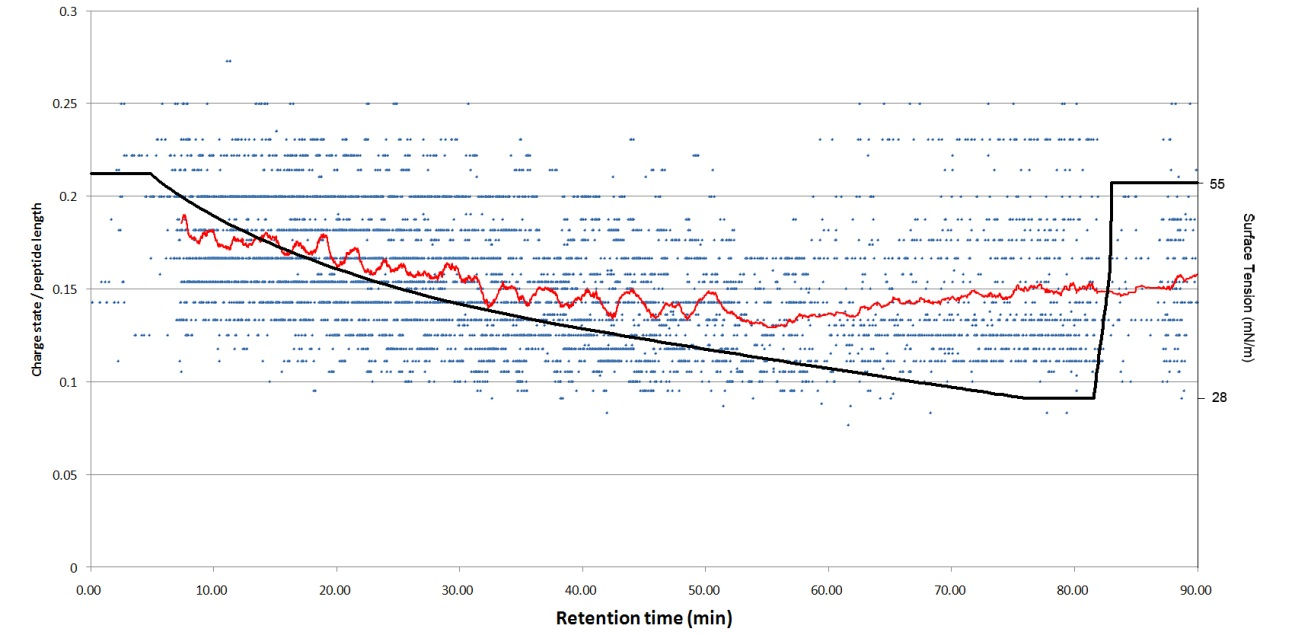 0.3
0.25
0.2
0.15
0.1
0.05
0
Charge state / peptide length
0.00 10.00 20.00 30.00 40.00 50.00 60.00 70.00 80.00 90.00
Retention time (min)
55
28
Surface Tension (mN/m)